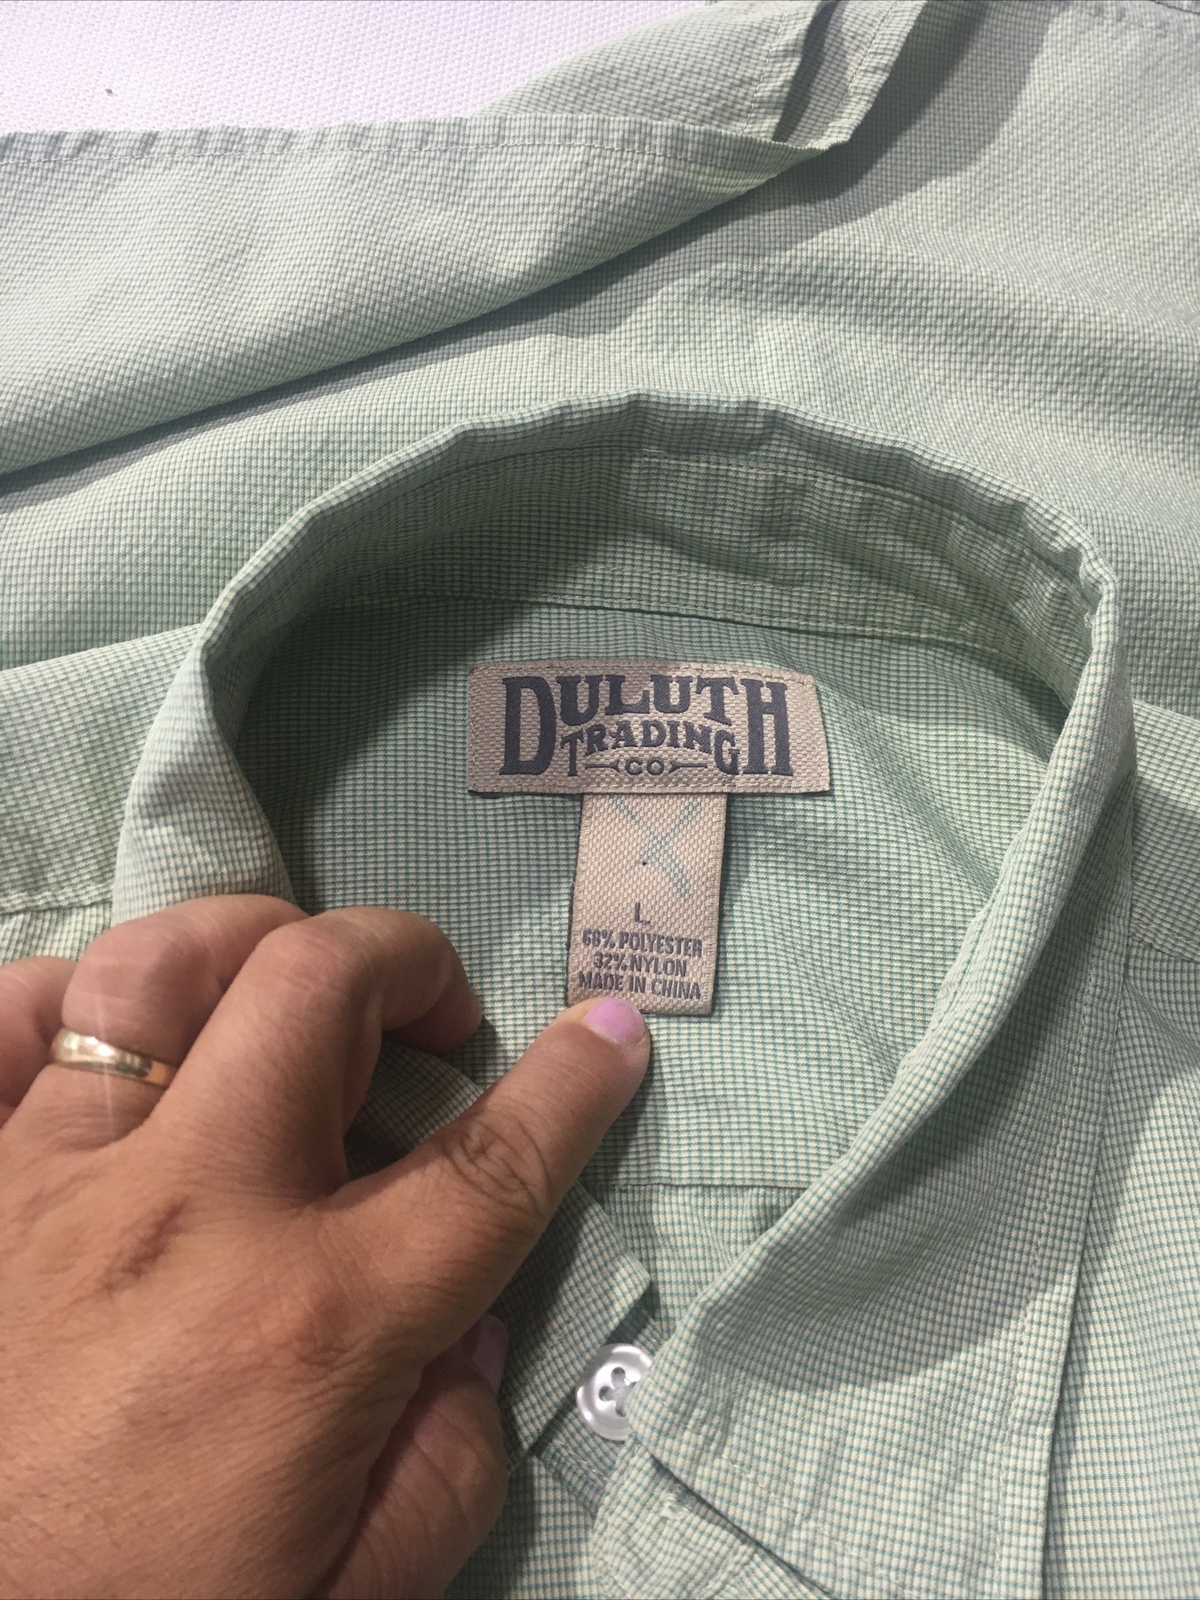 DULUTH
TRADING
CO
L
68% POLYESTER
32% NYLON
MADE IN CHINA